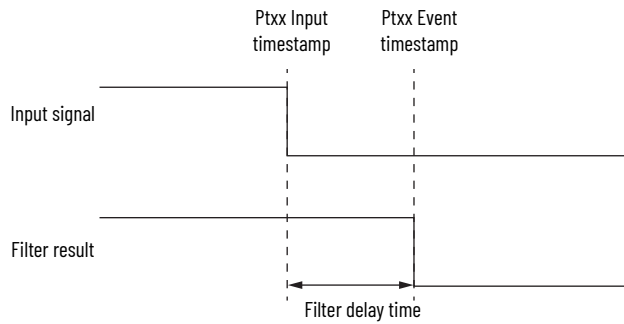 Ptxx Input Ptxx Event
timestamp timestamp
Input signal
Filter result
Filter delay time